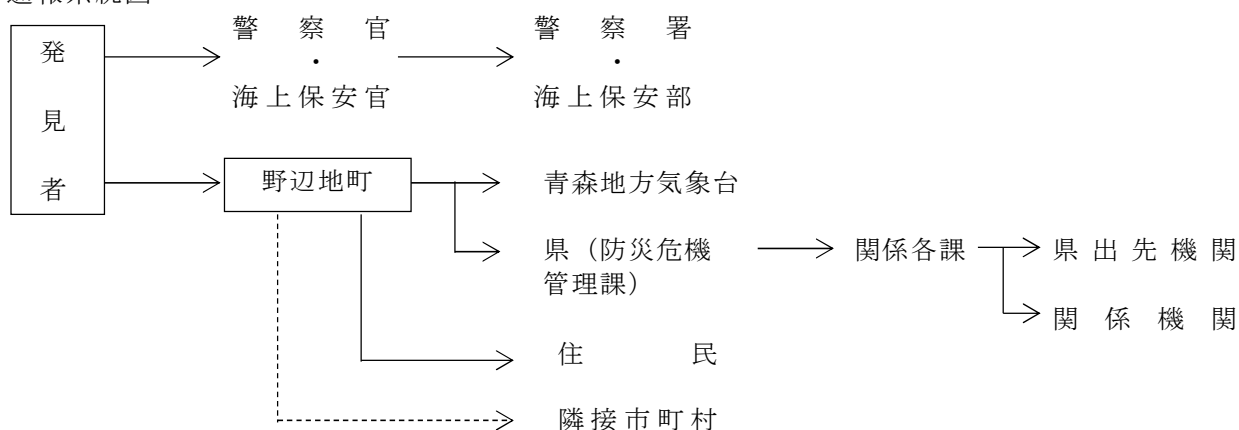 通報系統図
発見者
警察官
・
海上保安官
警察署
・
海上保安部
野辺地町
青森地方気象台
県（防災危機
管理課）
関係各課
県出先機関
関係機関
住民
隣接市町村